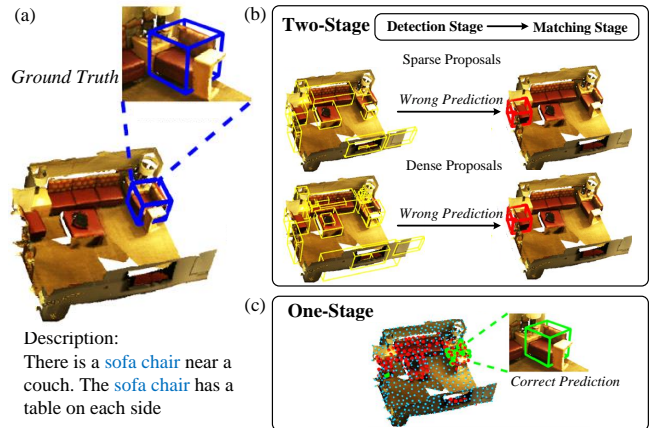 (a)
Ground Truth
Description:
There is a sofa chair near a
couch. The sofa chair has a
table on each side
(b)
Two-Stage
Detection Stage
Matching Stage
Sparse Proposals
Wrong Prediction
Dense Proposals
Wrong Prediction
(c)
One-Stage
Correct Prediction